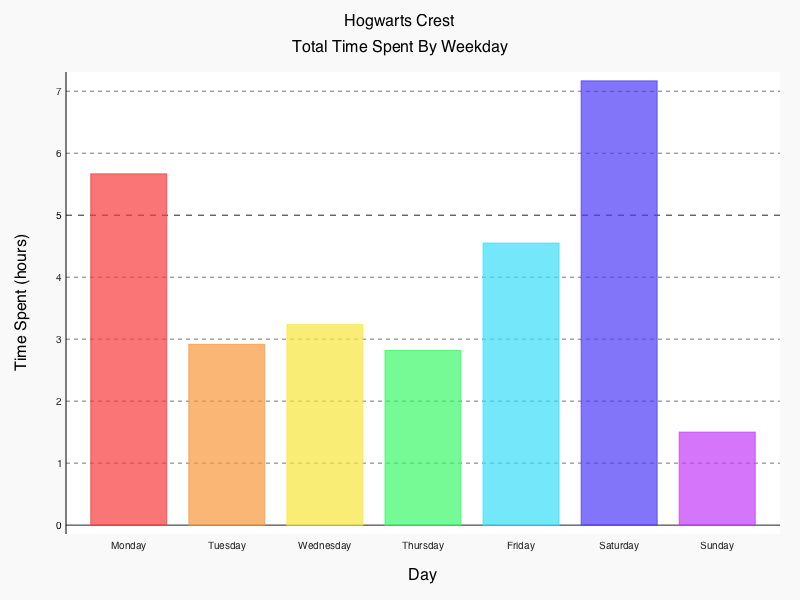 Hogwarts Crest
Total Time Spent By Weekday
Time Spent (hours)
7
6
5
4
3
2
1
0
Monday Tuesday Wednesday Thursday Friday Saturday Sunday
Day